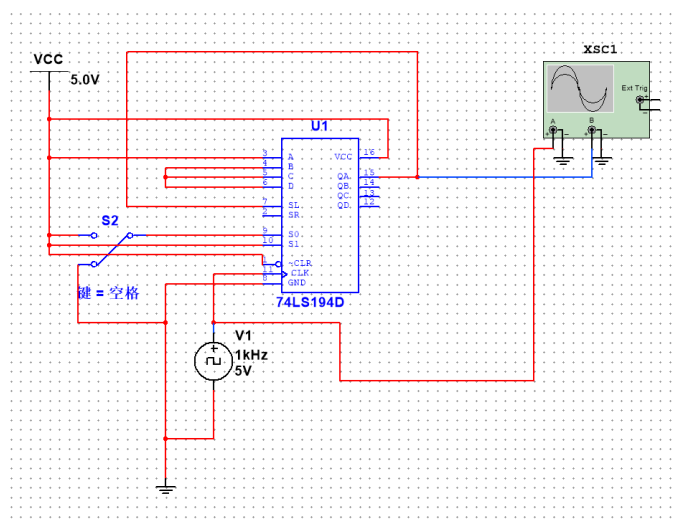 XSC1
VCC
5.0V
Ext Trig
+
-
A
B
+
-
+
-
U1
3
4
5
6
7
2
9
10
1
11
8
A
B
C
D
SL
SR
S0
S1
~CLR
CLK
GND
VCC
QA
QB
QC
QD
16
15
14
13
12
74LS194D
S2
键 = 空格
V1
+
1kHz
5V